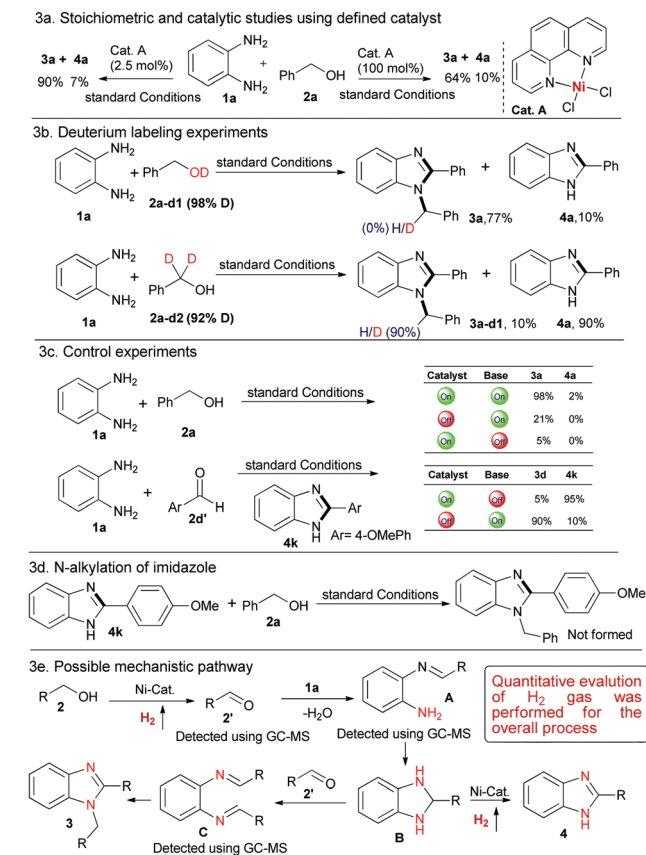 3a. Stoichiometric and catalytic studies using defined catalyst
3a + 4a
90% 7%
Cat. A
(2.5 mol%)
standard Conditions
NH2
NH2
1a
+
Ph OH
2a
Cat. A
(100 mol%)
standard Conditions
3a + 4a
64% 10%
N
N
Ni
Cl
Cl
Cat. A
3b. Deuterium labeling experiments
NH2
NH2
1a
+ Ph OD
2a-d1 (98% D)
standard Conditions
N
N
Ph
Ph
(0%) H/D
3a,77%
+
N
N
H
Ph
4a,10%
NH2
NH2
1a
+
D D
Ph OH
2a-d2 (92% D)
standard Conditions
N
N
Ph
Ph
H/D (90%)
3a-d1, 10%
+
N
N
H
Ph
4a, 90%
3c. Control experiments
NH2
NH2
1a
+ Ph OH
2a
standard Conditions
Catalyst Base 3a 4a
On On 98% 2%
Off On 21% 0%
On Off 5% 0%
NH2
NH2
1a
+
O
Ar H
2d'
standard Conditions
N
N
H
Ar
4k
Ar= 4-OMePh
Catalyst Base 3d 4k
On Off 5% 95%
Off On 90% 10%
3d. N-alkylation of imidazole
N
N
H
OMe
4k
+ Ph OH
2a
standard Conditions
N
N
OMe
Ph
Not formed
3e. Possible mechanistic pathway
R OH
2
Ni-Cat.
H2
R O
2'
Detected using GC-MS
1a
-H2O
N R
NH2
A
Detected using GC-MS
Quantitative evalution
of H2 gas was
performed for the
overall process
N
N
R
R
3
N R
N R
C
Detected using GC-MS
R O
2'
H
N
N
H
R
B
Ni-Cat.
H2
N
N
H
R
4